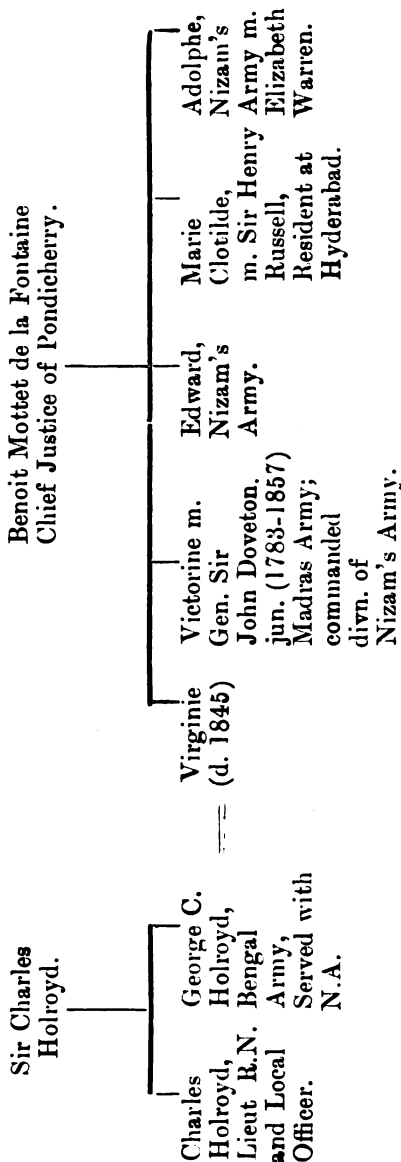 Sir Charles
Holroyd.
Charles
Holroyd,
Lieut R.N.
and Local
Officer.
George C.
Holroyd,
Bengal
Army,
Served with
N.A.
=
Benoit Mottet de la Fontaine
Chief Justice of Pondicherry.
Virginie
(d. 1845)
Victorine m.
Gen. Sir
John Doveton.
jun. (1783-1857)
Madras Army;
commanded
divn. of
Nizam's Army.
Edward,
Nizam's
Army.
Marie
Clotilde,
m. Sir Henry
Russell,
Resident at
Hyderabad.
Adolphe,
Nizam's
Army m.
Elizabeth
Warren.